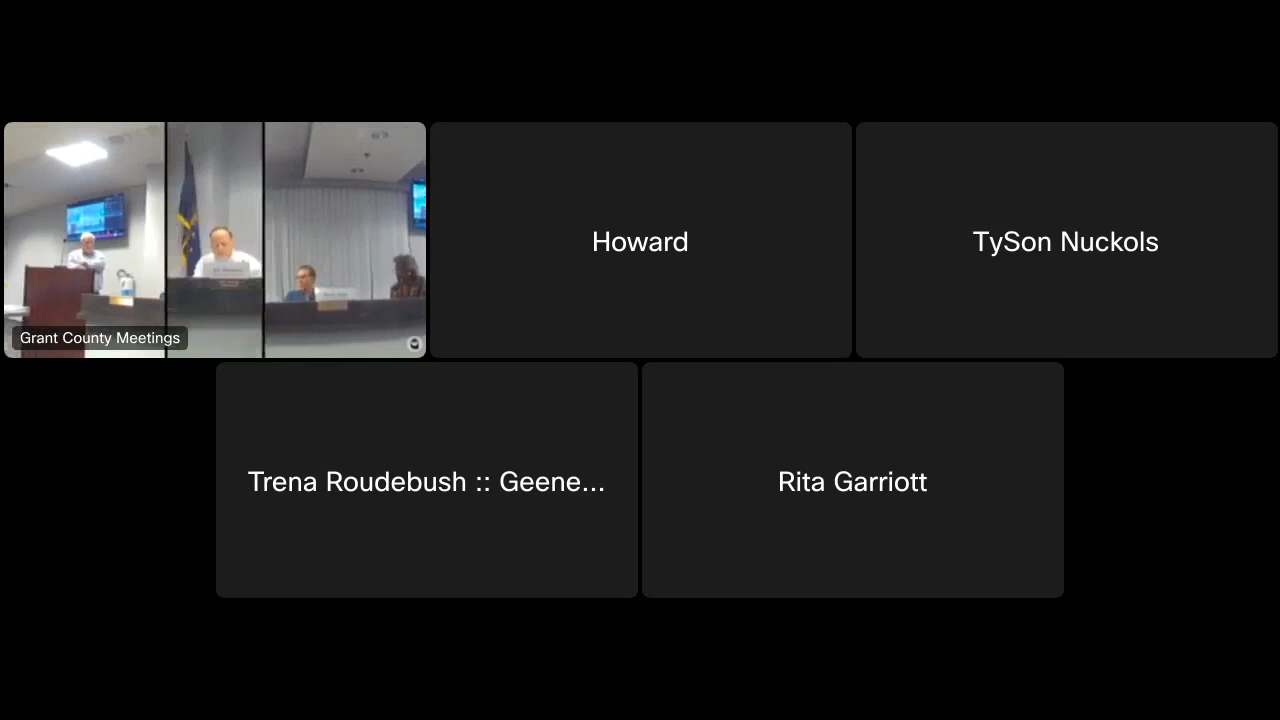 Grant County Meetings
Howard
TySon Nuckols
Trena Roudebush :: Geene...
Rita Garriott